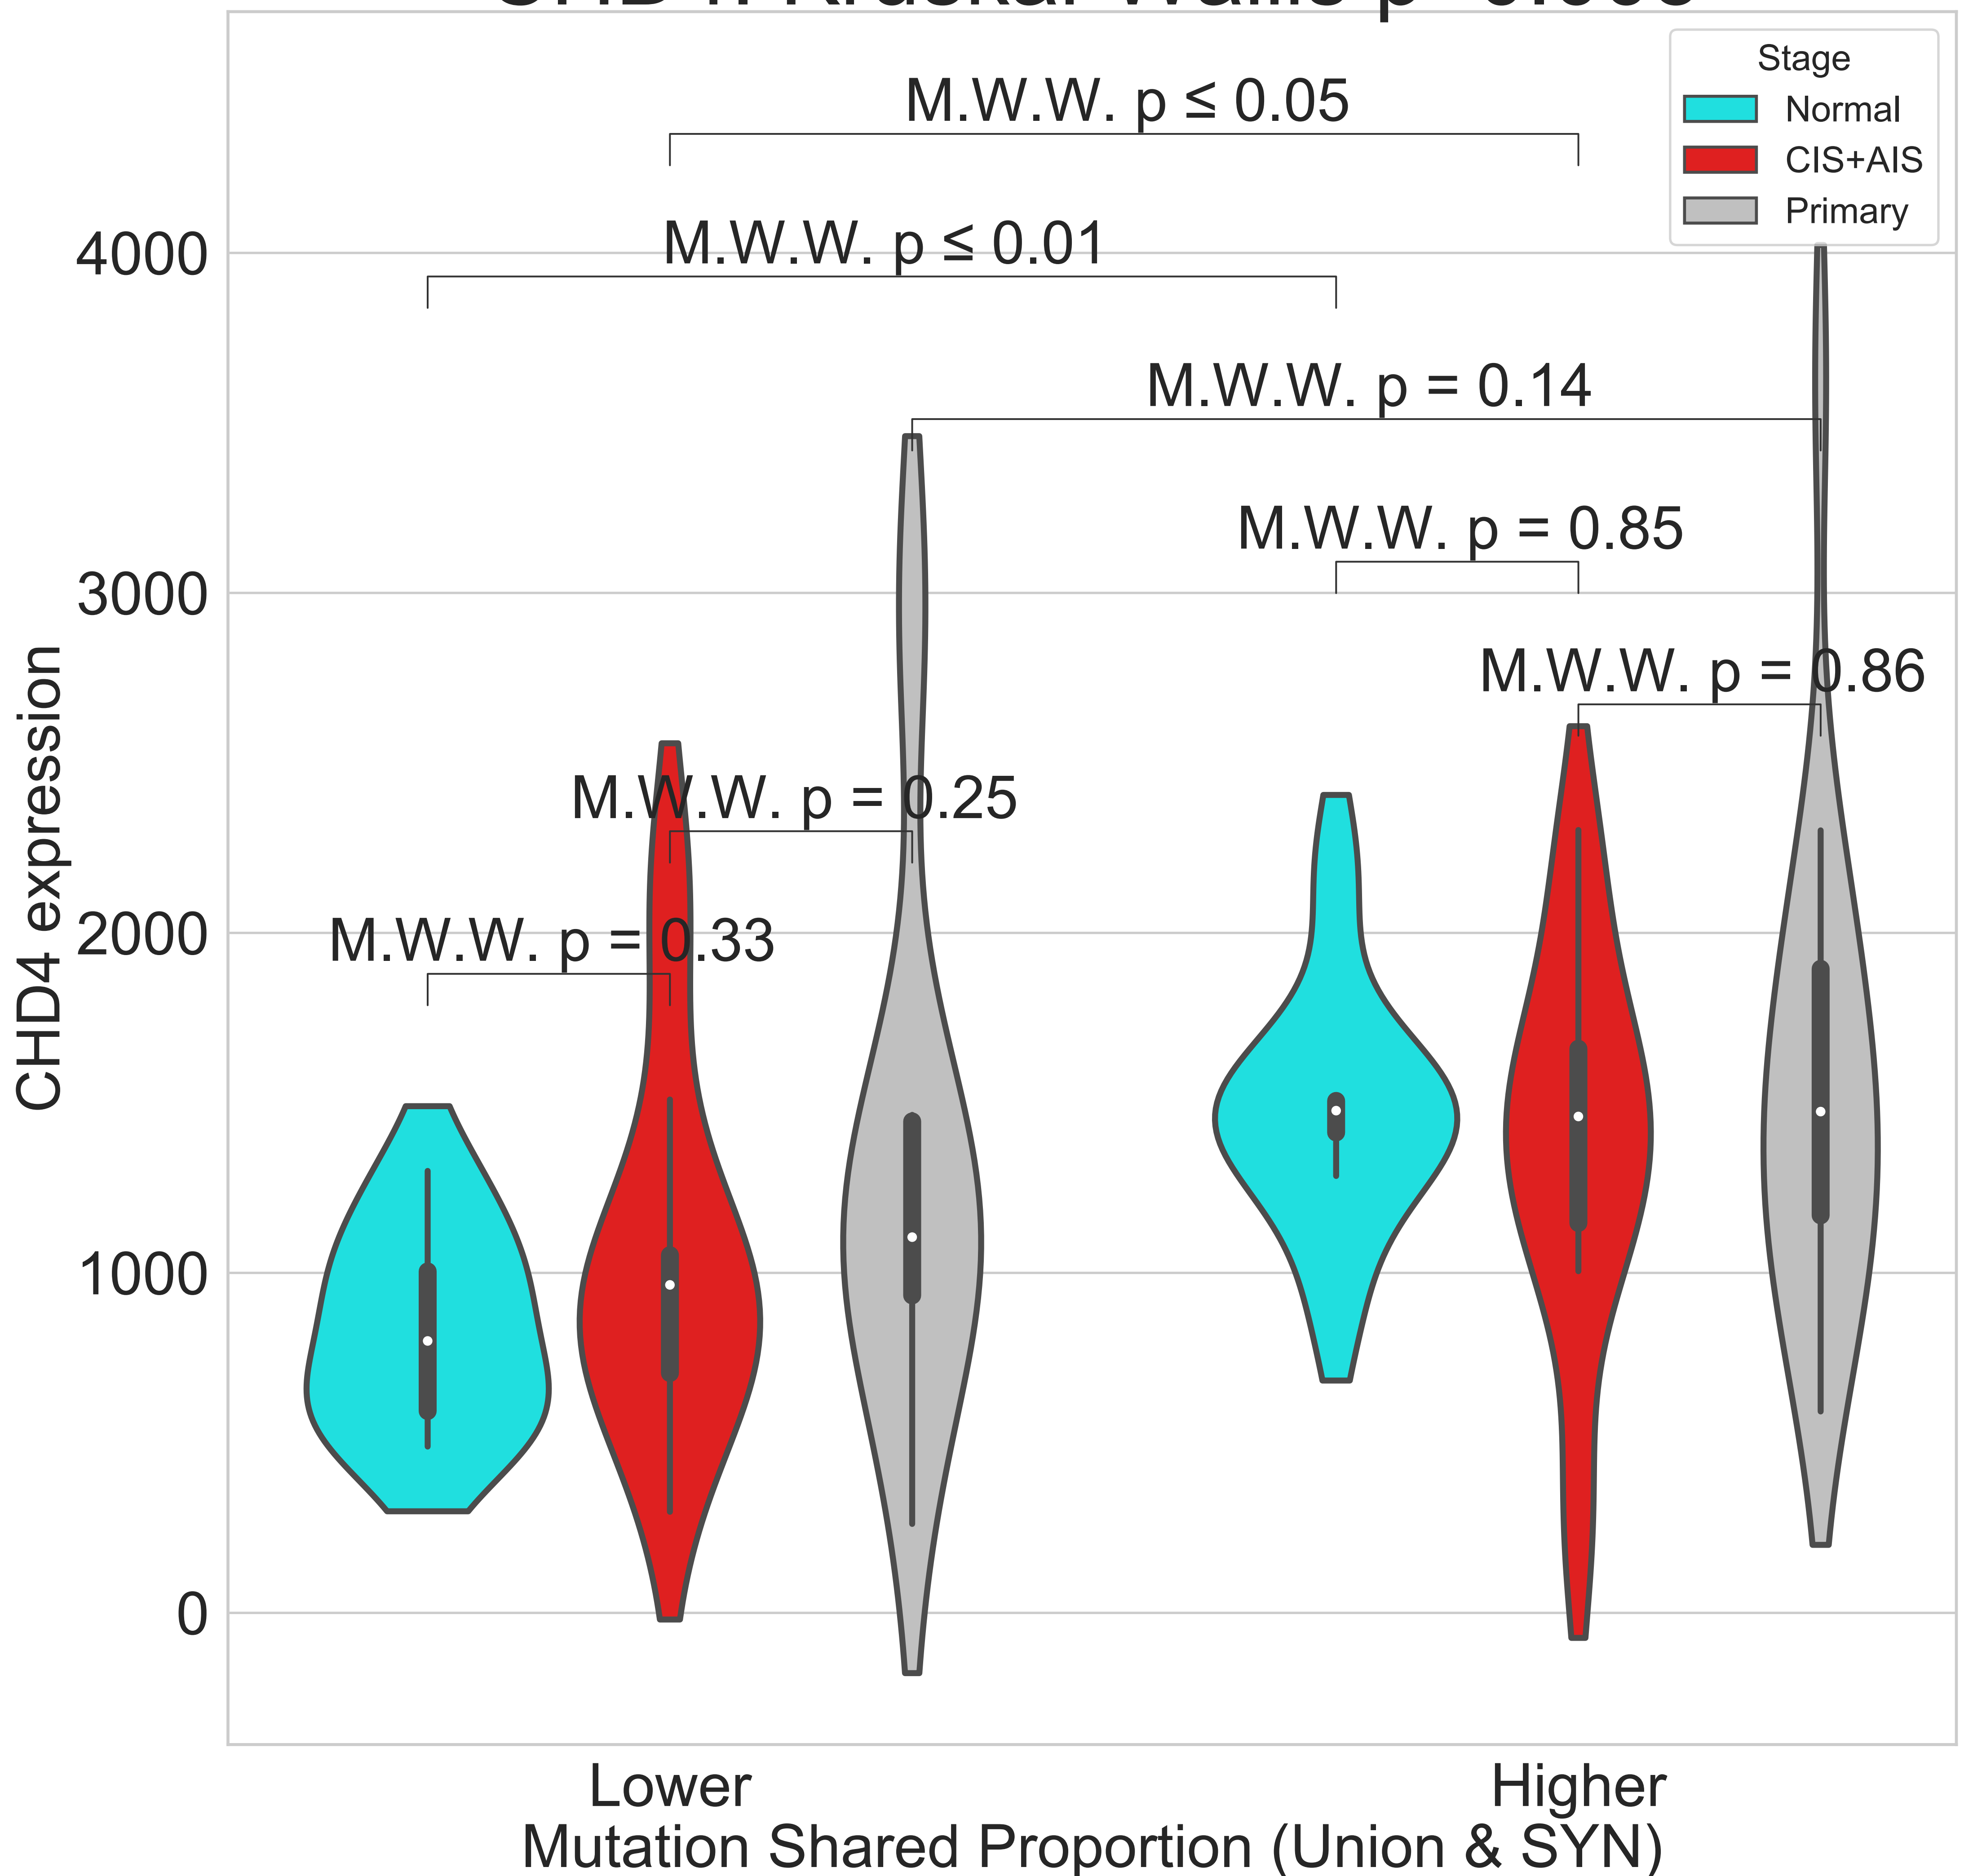 Stage
Normal
CIS+AIS
Primary
M.W.W. p ≤ 0.05
M.W.W. p ≤ 0.01
M.W.W. p = 0.14
M.W.W. p = 0.85
M.W.W. p = 0.86
M.W.W. p = 0.25
M.W.W. p = 0.33
4000
3000
2000
1000
0
CHD4 expression
Lower
Higher
Mutation Shared Proportion (Union & SYN)